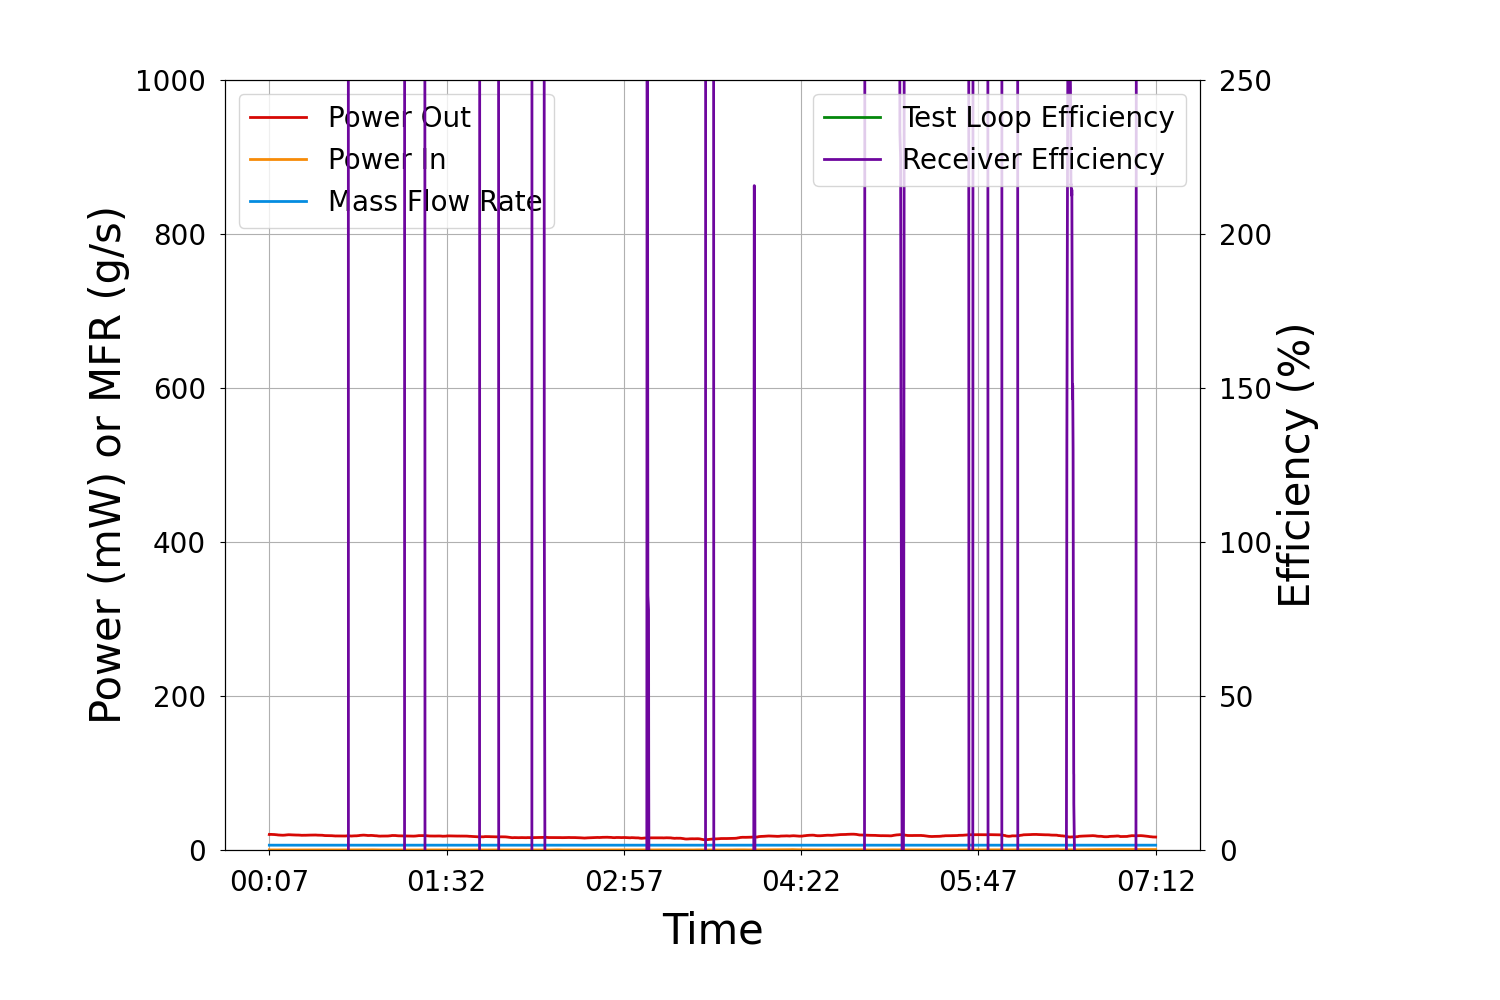 1000
800
600
400
200
0
Power (mW) or MFR (g/s)
Power Out
Power In
Mass Flow Rate
Test Loop Efficiency
Receiver Efficiency
250
200
150
100
50
0
Efficiency (%)
00:07 01:32 02:57 04:22 05:47 07:12
Time